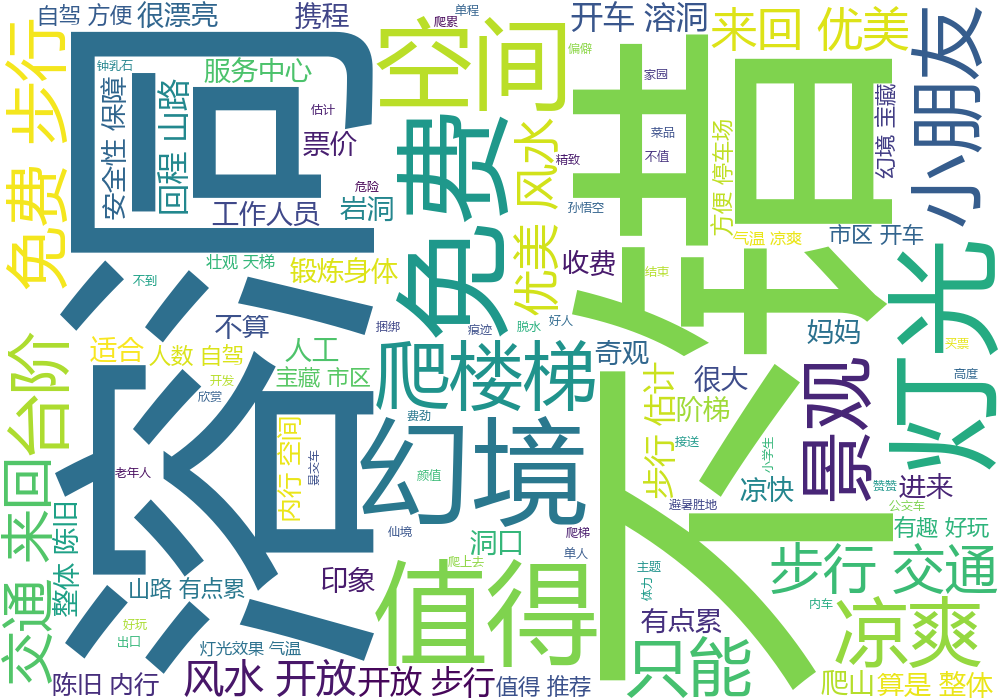 自驾 方便
很漂亮
携程
单程
爬累
开车 溶洞
来回 优美
小朋友
空间
偏僻
步行
免费
钟乳石
安全性 保障
回程 山路
服务中心
估计
票价
家园
菜品
不值
方便 停车场
幻境 宝藏
溶洞
免费
风水
优美
精致
危险
岩洞
工作人员
孙悟空
不错
气温 凉爽
市区 开车
灯光
壮观 天梯
锻炼身体
收费
结束
不到
不算
捆绑
痕迹
脱水
好人
妈妈
台阶
适合
人数 自驾
人工
宝藏 市区
爬楼梯
奇观
很大
景观
买票
高度
开发
欣赏
费劲
步行 估计
阶梯
老年人
内行 空间
景交车
幻境
颜值
接送
小学生
凉快
赞赞
进来
交通 来回
整体 陈旧
仙境
爬梯
避暑胜地
公交车
有趣 好玩
洞口
爬上去
单人
山路 有点累
印象
值得
主题
体力
步行 交通
内车
好玩
出口
有点累
凉爽
灯光效果 气温
只能
陈旧 内行
风水 开放
开放 步行
值得 推荐
爬山
算是 整体